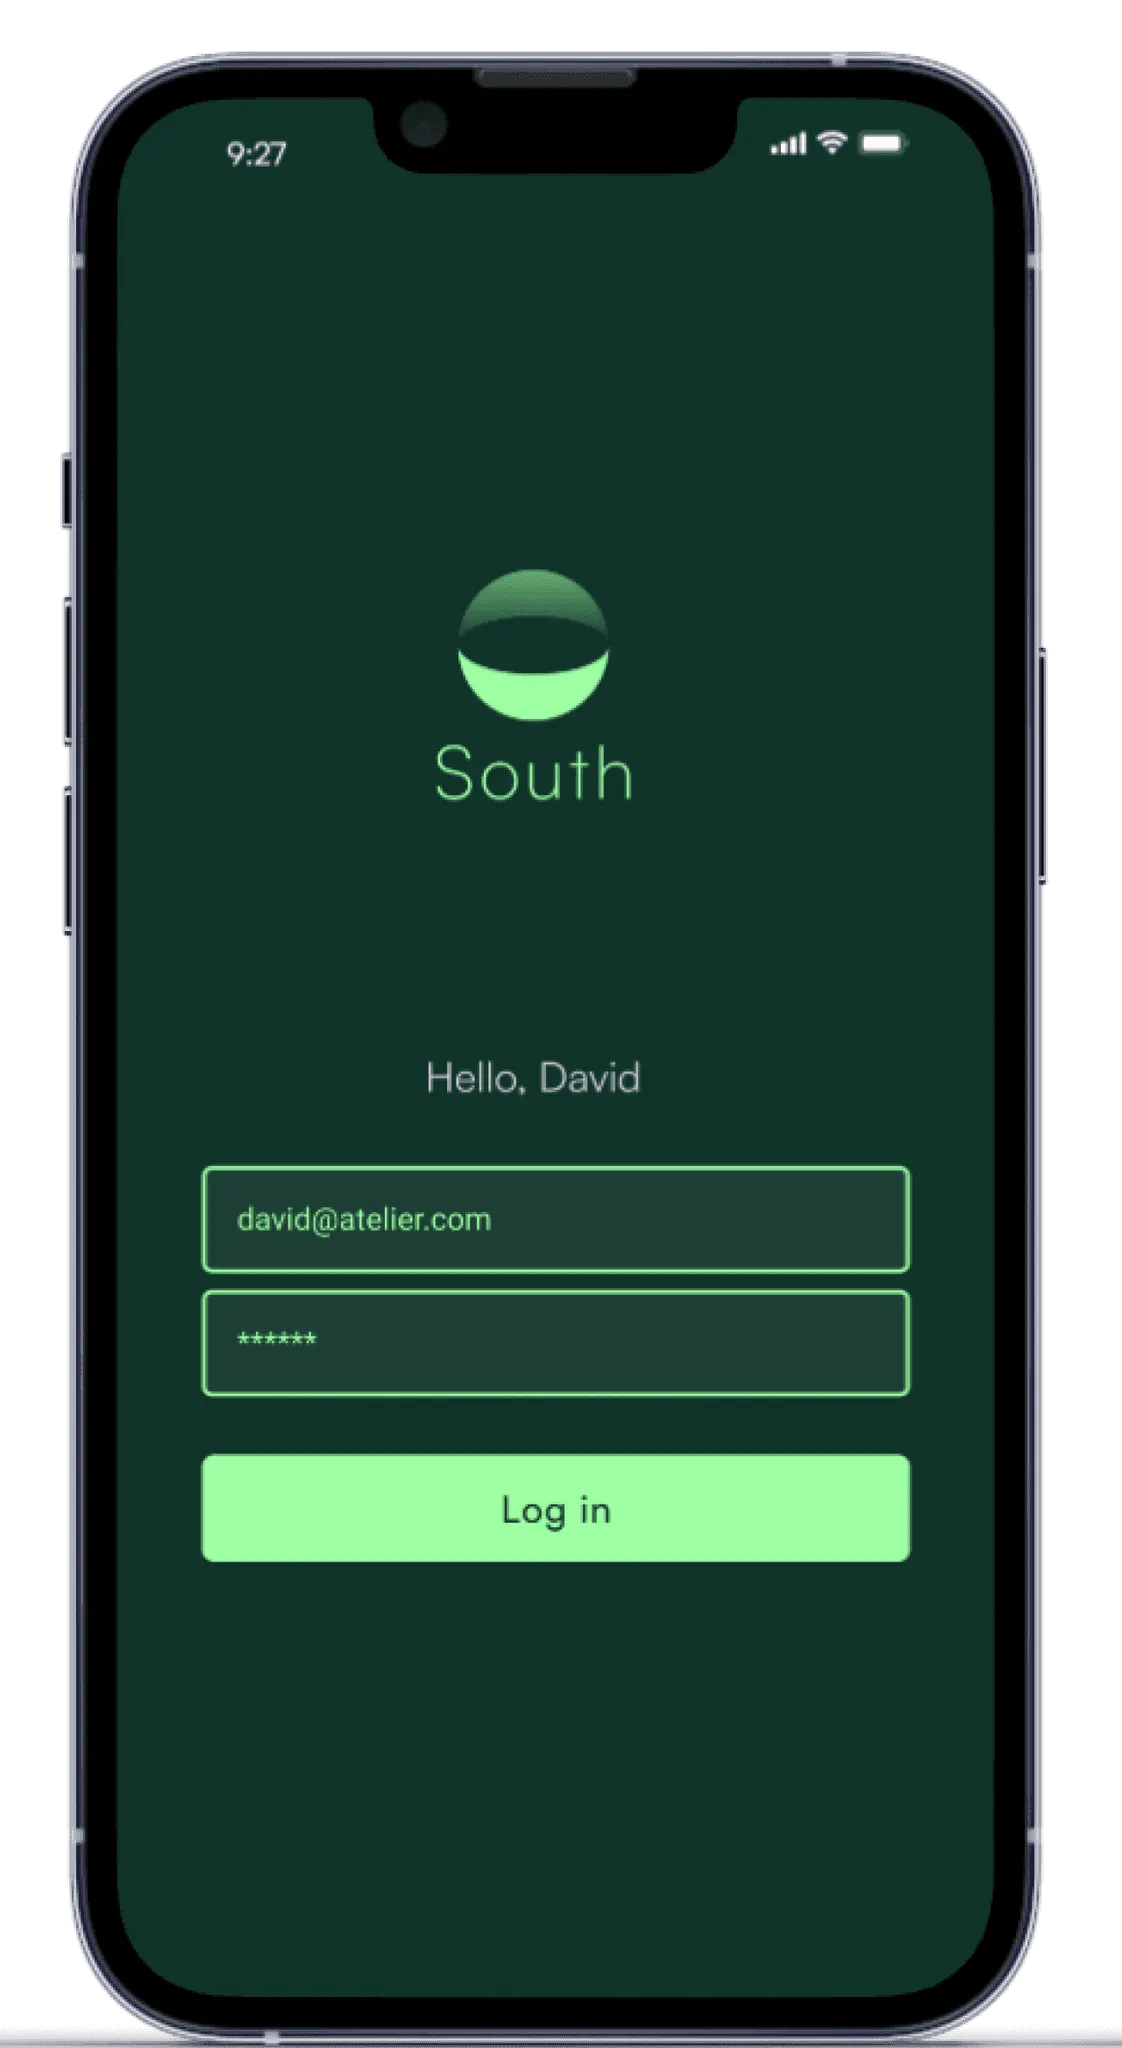 9:27
South
Hello, David
david@atelier.com
******
Log in